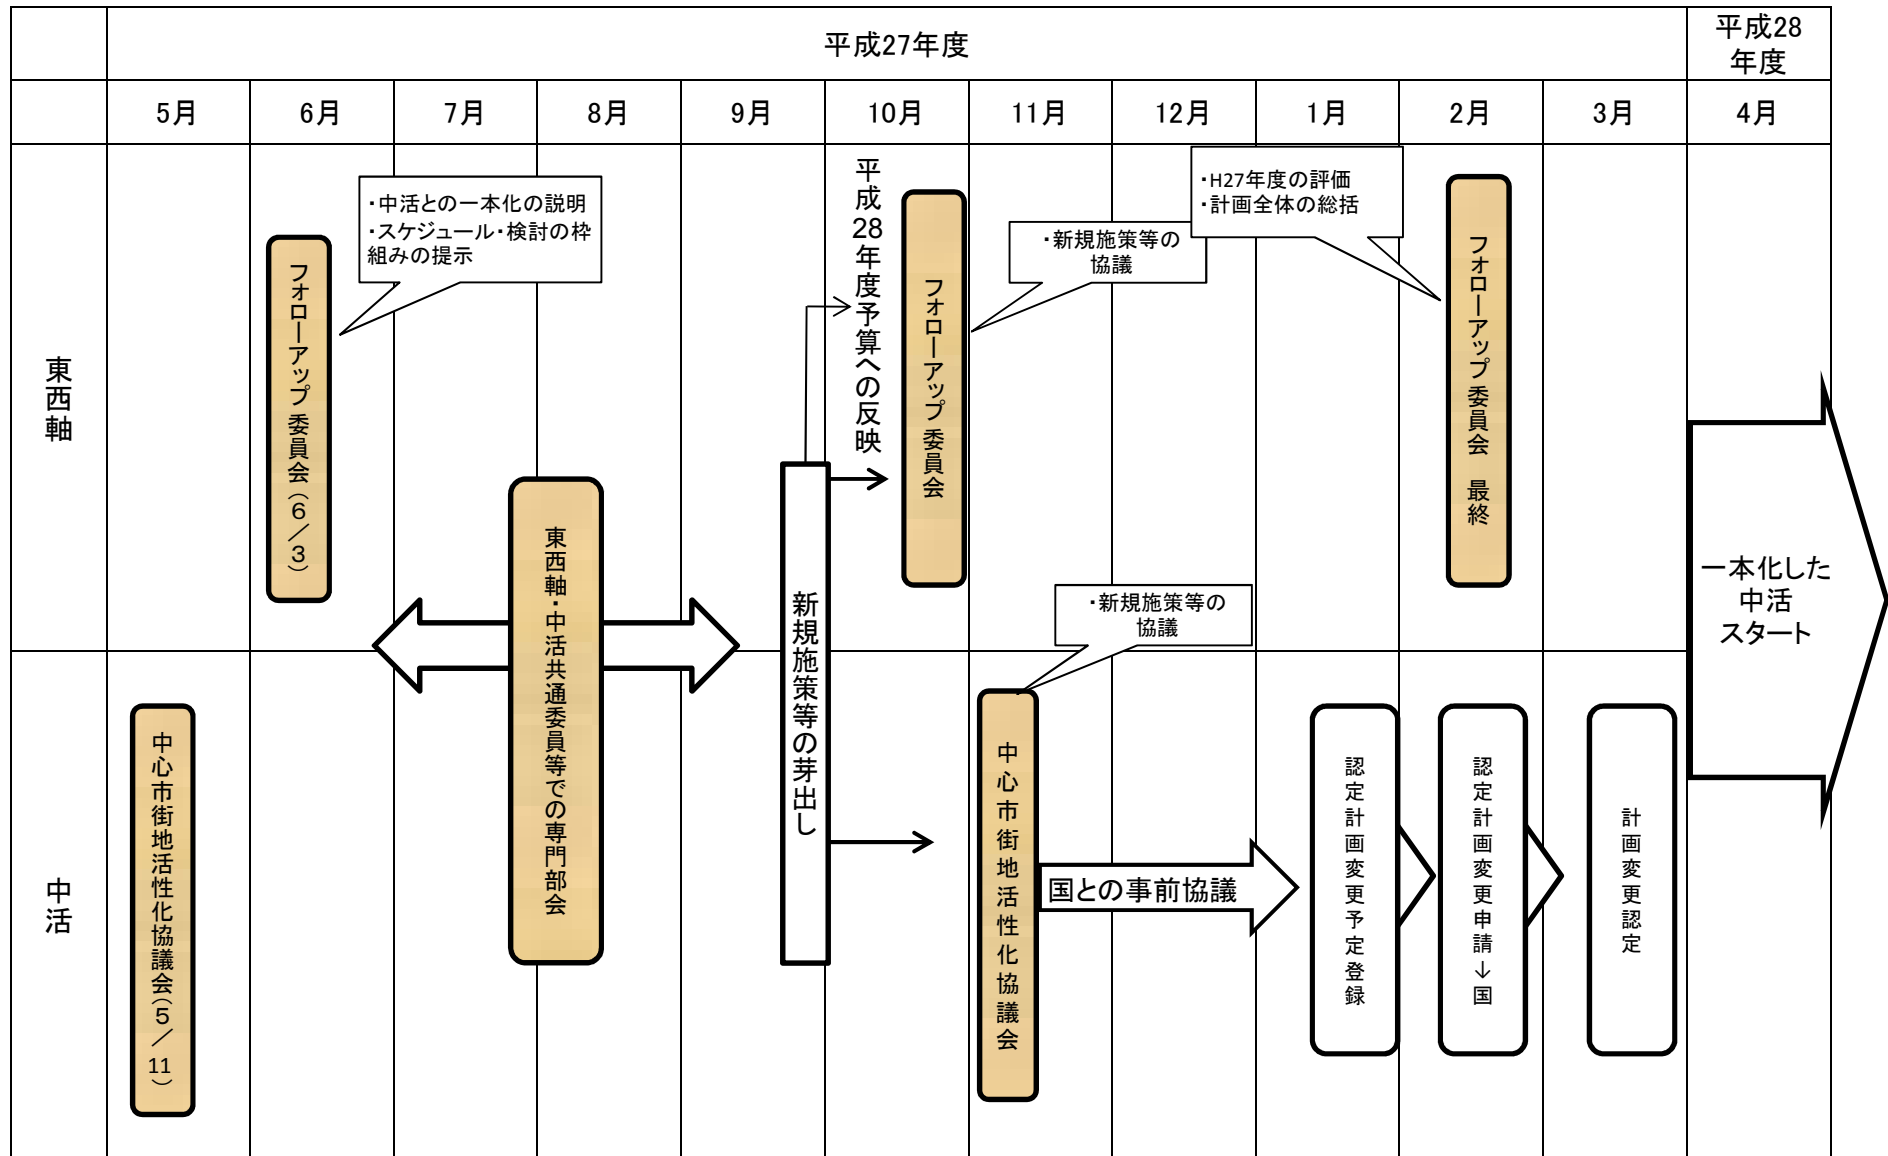 平成27年度
平成28
年度
5月
6月
7月
8月
9月
10月
11月
12月
1月
2月
3月
4月
東西軸
フォローアップ委員会（6／3）
・中活との一本化の説明
・スケジュール・検討の枠
組みの提示
平成28年度予算への反映
フォローアップ委員会
・新規施策等の
協議
・H27年度の評価
・計画全体の総括
フォローアップ委員会　最終
東西軸・中活共通委員等での専門部会
新規施策等の芽出し
一本化した
中活
スタート
中活
中心市街地活性化協議会（5／11）
・新規施策等の
協議
中心市街地活性化協議会
国との事前協議
認定計画変更予定登録
認定計画変更申請↓国
計画変更認定